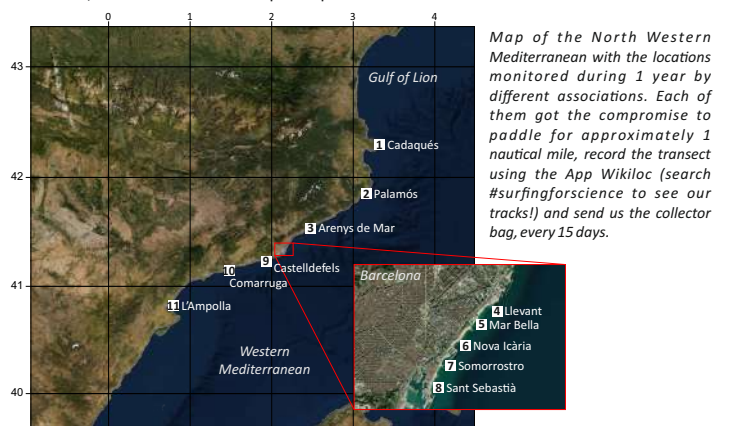 0 1 2 3 4
43
42
41
40
Gulf of Lion
1 Cadaqués
2 Palamós
3 Arenys de Mar
9 Castelldefels
10 Comarruga
11 L'Ampolla
Western
Mediterranean
Barcelona
4 Llevant
5 Mar Bella
6 Nova Icària
7 Somorrostro
8 Sant Sebastià
Map of the North Western
Mediterranean with the locations
monitored during 1 year by
different associations. Each of
them got the compromise to
paddle for approximately 1
nautical mile, record the transect
using the App Wikiloc (search
#surfingforscience to see our
tracks!) and send us the collector
bag, every 15 days.